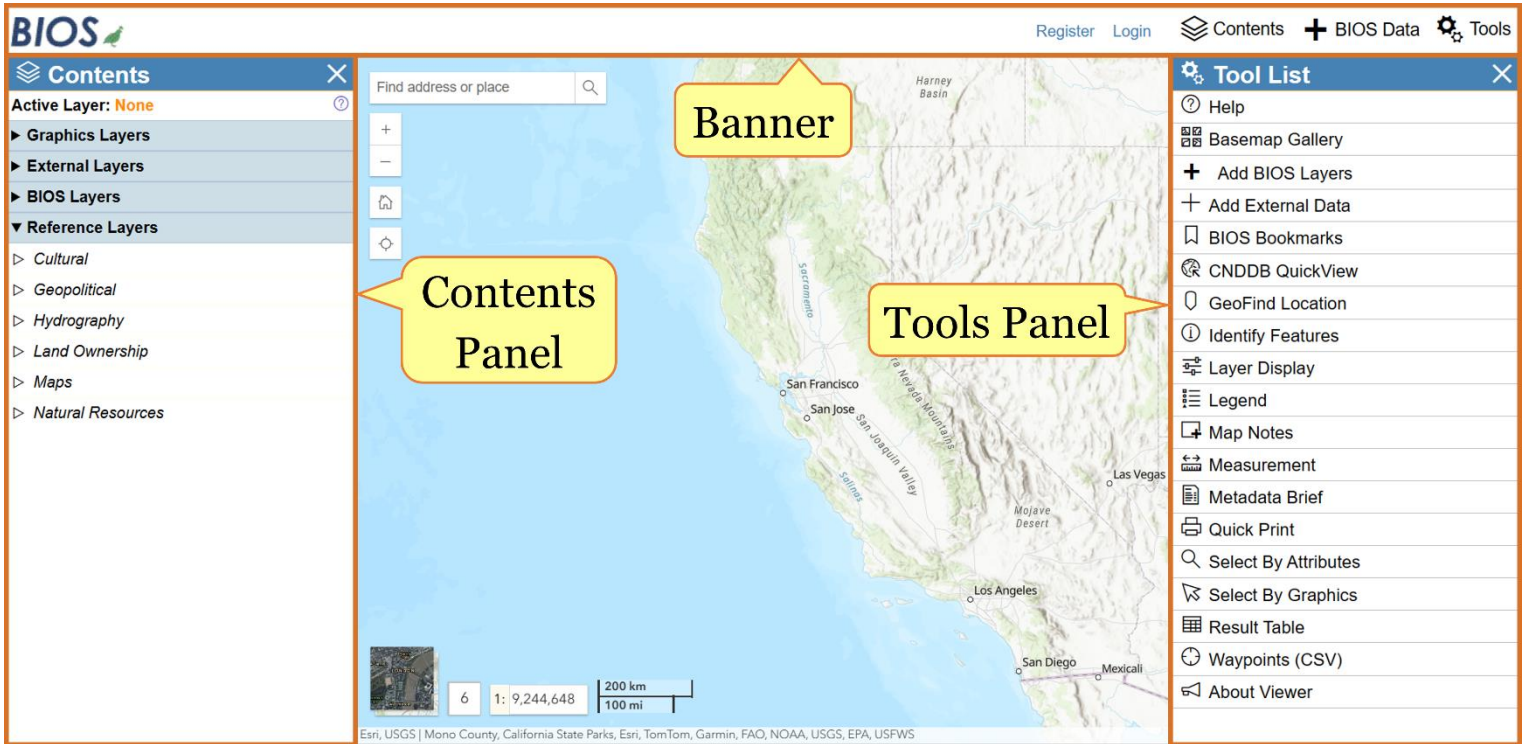 BIOS
Register Login Contents BIOS Data Tools
Contents
Active Layer: None
Graphics Layers
External Layers
BIOS Layers
Reference Layers
Cultural
Geopolitical
Hydrography
Land Ownership
Maps
Natural Resources
Find address or place
+
−
Banner
Contents
Panel
Tools Panel
Harney
Basin
Sacramento
San Francisco
San Jose
Sierra Nevada Mountains
San Joaquin Valley
Salinas
Las Vegas
Mojave
Desert
Los Angeles
San Diego
Mexicali
6
1: 9,244,648
200 km
100 mi
Esri, USGS | Mono County, California State Parks, Esri, TomTom, Garmin, FAO, NOAA, USGS, EPA, USFWS
Tool List
Help
Basemap Gallery
Add BIOS Layers
Add External Data
BIOS Bookmarks
CNDDB QuickView
GeoFind Location
Identify Features
Layer Display
Legend
Map Notes
Measurement
Metadata Brief
Quick Print
Select By Attributes
Select By Graphics
Result Table
Waypoints (CSV)
About Viewer